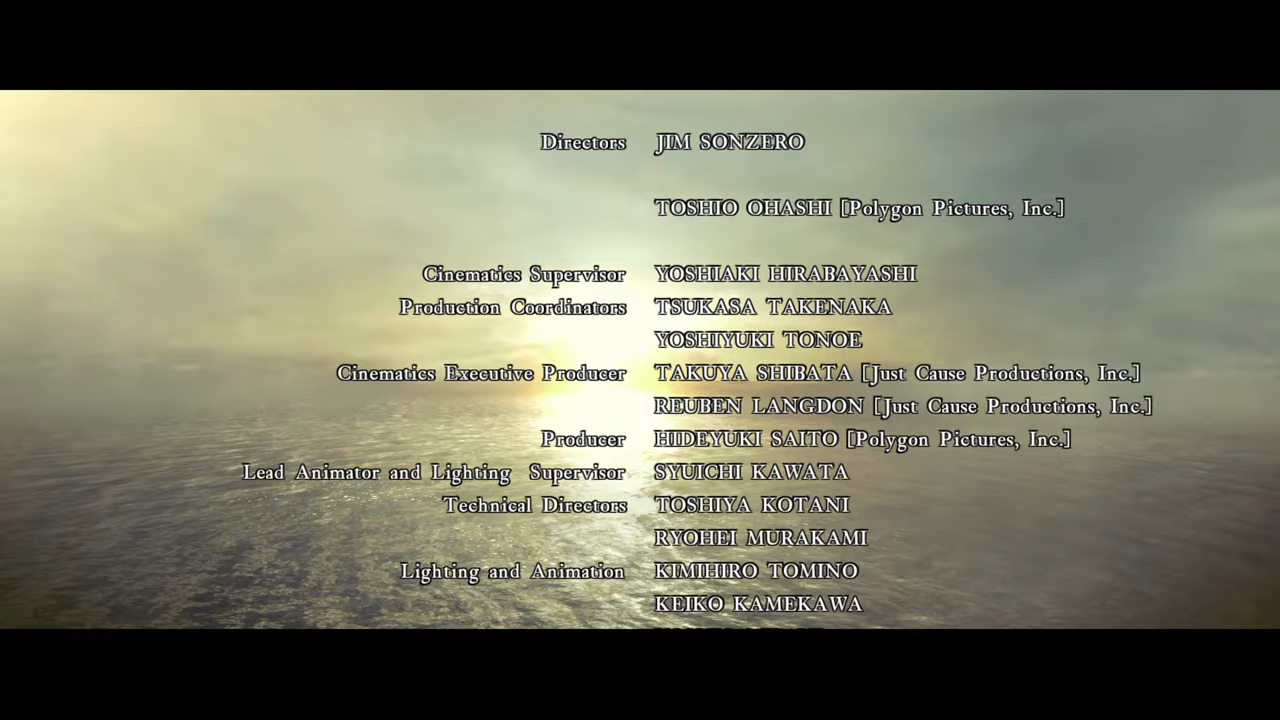 Directors JIM SONZERO
TOSHIO OHASHI [Polygon Pictures, Inc.]
Cinematics Supervisor YOSHIAKI HIRABAYASHI
Production Coordinators TSUKASA TAKENAKA
YOSHIYUKI TONOE
Cinematics Executive Producer TAKUYA SHIBATA [Just Cause Productions, Inc.]
REUBEN LANGDON [Just Cause Productions, Inc.]
Producer HIDEYUKI SAITO [Polygon Pictures, Inc.]
Lead Animator and Lighting Supervisor SYUICHI KAWATA
Technical Directors TOSHIYA KOTANI
RYOHEI MURAKAMI
Lighting and Animation KIMIHIRO TOMINO
KEIKO KAMEKAWA